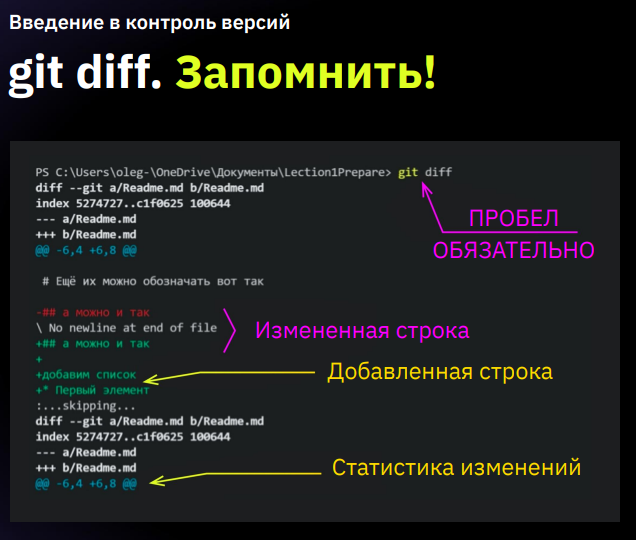 Введение в контроль версий
git diff. Запомнить!
PS C:\Users\oleg-\OneDrive\Документы\Lection1Prepare> git diff
diff --git a/Readme.md b/Readme.md
index 5274727..c1f0625 100644
--- a/Readme.md
+++ b/Readme.md
@@ -6,4 +6,8 @@
ПРОБЕЛ
ОБЯЗАТЕЛЬНО
# Ещё их можно обозначать вот так
-## а можно и так
\ No newline at end of file
+## а можно и так
Измененная строка
+
+добавим список
+* Первый элемент
Добавленная строка
:...skipping...
diff --git a/Readme.md b/Readme.md
index 5274727..c1f0625 100644
--- a/Readme.md
+++ b/Readme.md
@@ -6,4 +6,8 @@
Статистика изменений